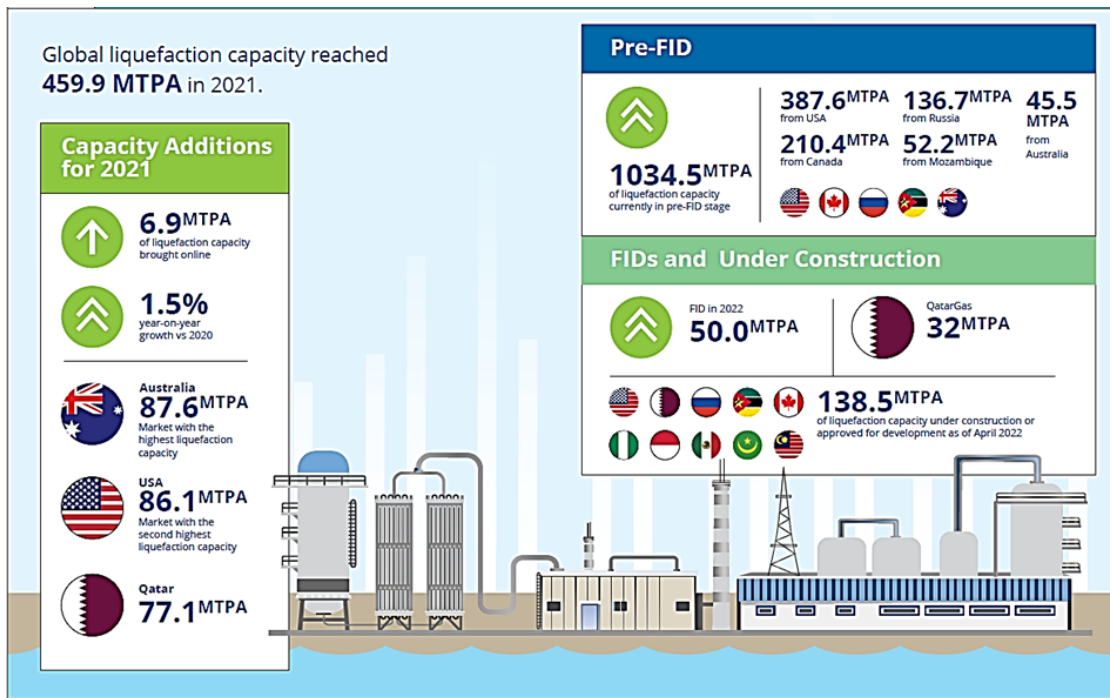 Global liquefaction capacity reached
459.9 MTPA in 2021.
Capacity Additions
for 2021
6.9MTPA
of liquefaction capacity
brought online
1.5%
year-on-year
growth vs 2020
Australia
87.6MTPA
Market with the
highest liquefaction
capacity
USA
86.1MTPA
Market with the
second highest
liquefaction capacity
Qatar
77.1MTPA
Pre-FID
1034.5MTPA
of liquefaction capacity
currently in pre-FID stage
387.6MTPA
from USA
136.7MTPA
from Russia
45.5
MTPA
from
Australia
210.4MTPA
from Canada
52.2MTPA
from Mozambique
FIDs and Under Construction
FID in 2022
50.0MTPA
QatarGas
32MTPA
138.5MTPA
of liquefaction capacity under construction or
approved for development as of April 2022